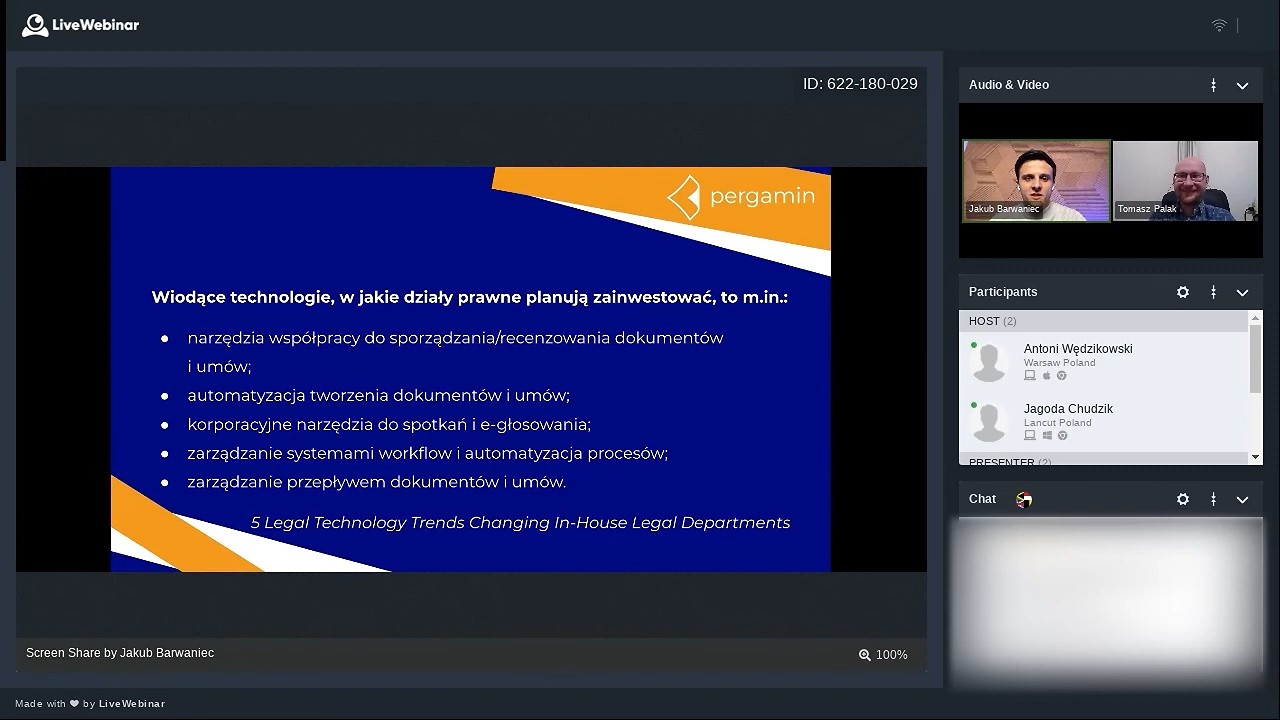 LiveWebinar
ID: 622-180-029
pergamin
Wiodące technologie, w jakie działy prawne planują zainwestować, to m.in.:
● narzędzia współpracy do sporządzania/recenzowania dokumentów
i umów;
● automatyzacja tworzenia dokumentów i umów;
● korporacyjne narzędzia do spotkań i e-głosowania;
● zarządzanie systemami workflow i automatyzacja procesów;
● zarządzanie przepływem dokumentów i umów.
5 Legal Technology Trends Changing In-House Legal Departments
Screen Share by Jakub Barwaniec
100%
Made with ❤ by LiveWebinar
Audio & Video
Jakub Barwaniec
Tomasz Palak
Participants
HOST (2)
Antoni Wędzikowski
Warsaw Poland
Jagoda Chudzik
Lancut Poland
PRESENTER (2)
Chat